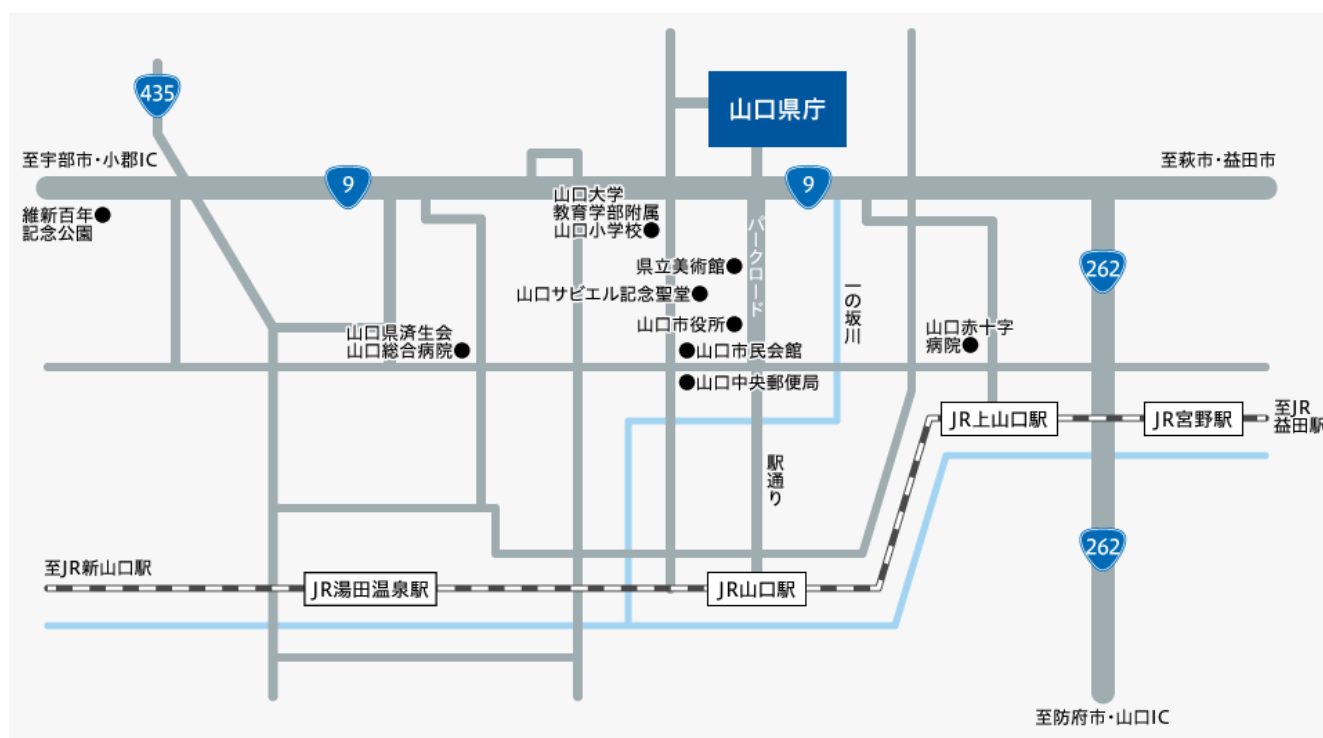 435
山口県庁
至宇部市・小郡IC
9
9
至萩市・益田市
維新百年
記念公園
山口大学
教育学部附属
山口小学校
パークロード
県立美術館
262
山口サビエル記念聖堂
一の坂川
山口市役所
山口県済生会
山口総合病院
山口赤十字
病院
山口市民会館
山口中央郵便局
JR上山口駅
JR宮野駅
至JR
益田駅
駅通り
262
至JR新山口駅
JR湯田温泉駅
JR山口駅
至防府市・山口IC